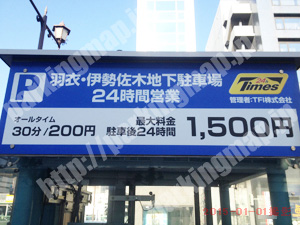 P 羽衣・伊勢佐木地下駐車場
24時間営業
24h
Times
管理者:TFI株式会社
オールタイム
30分/200円
最大料金
駐車後24時間
1,500円